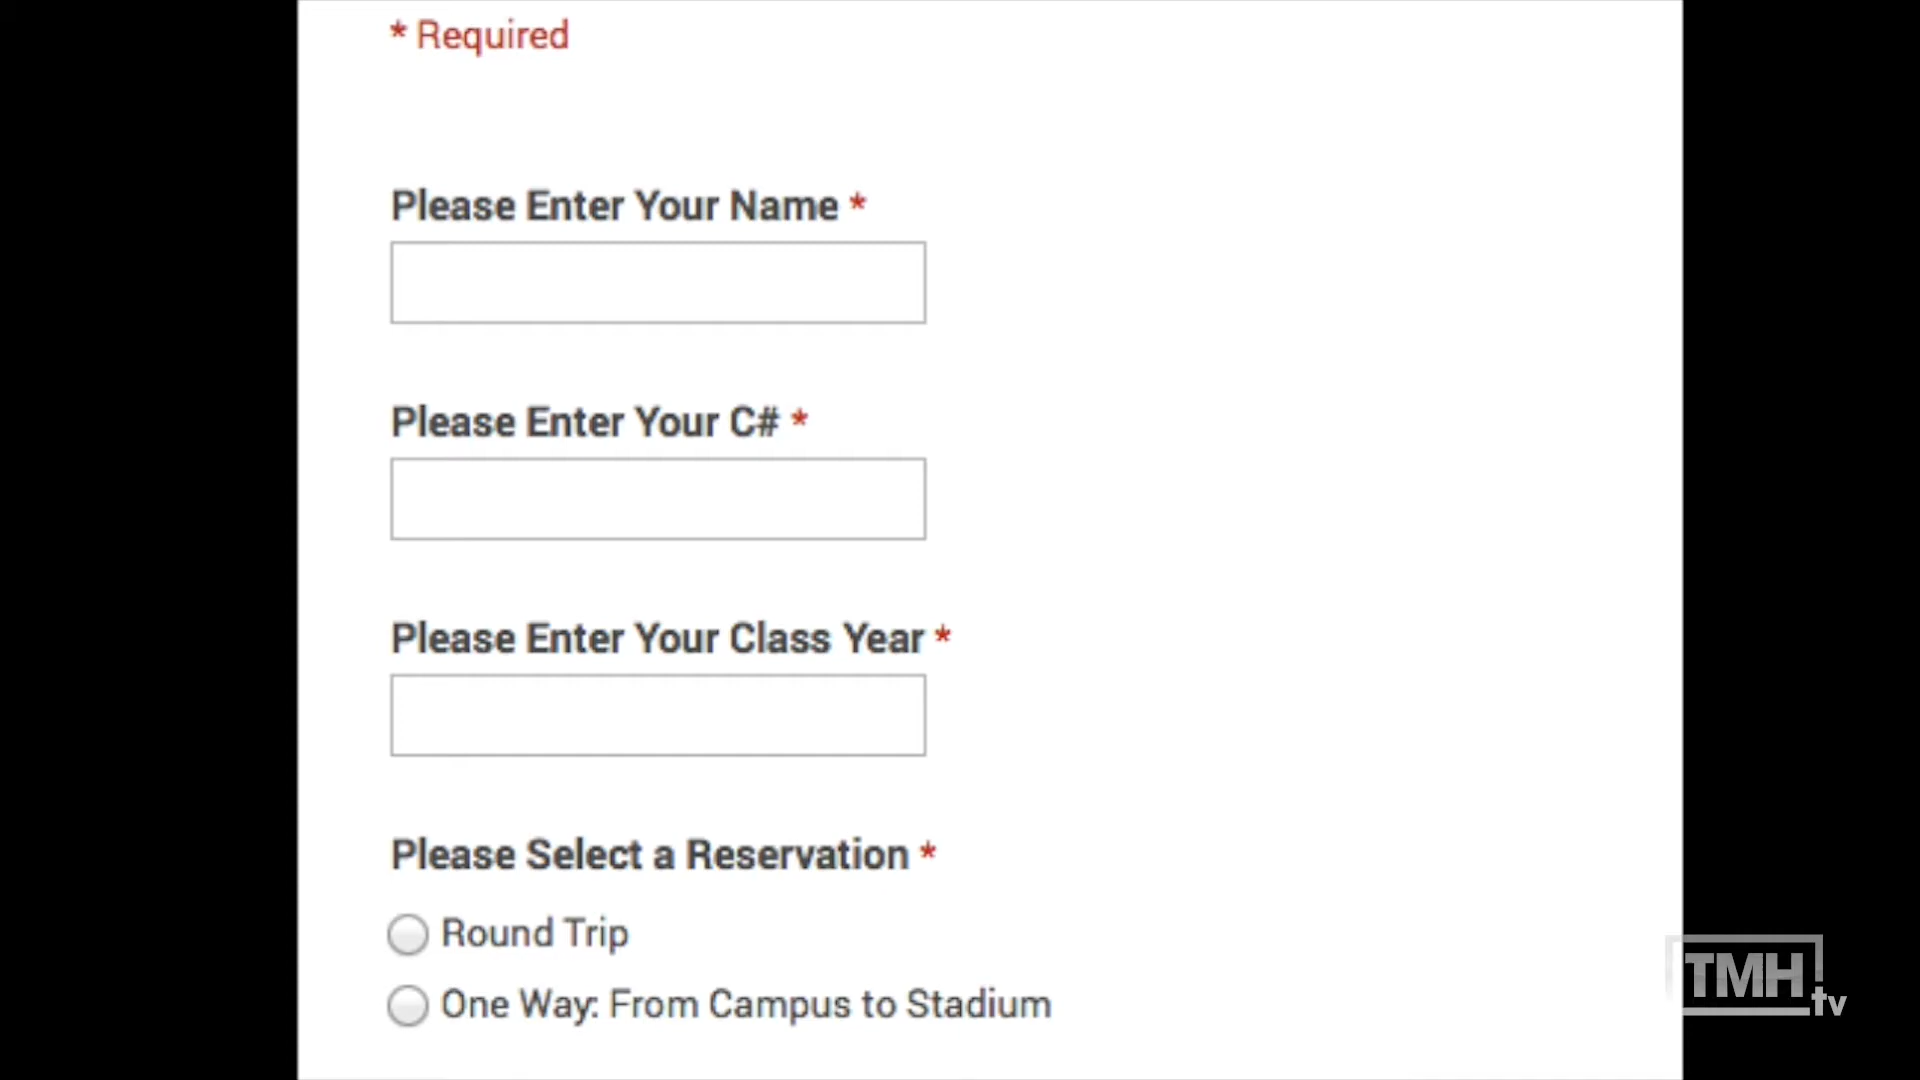 * Required
Please Enter Your Name *
Please Enter Your C# *
Please Enter Your Class Year *
Please Select a Reservation *
Round Trip
One Way: From Campus to Stadium
TMH.tv